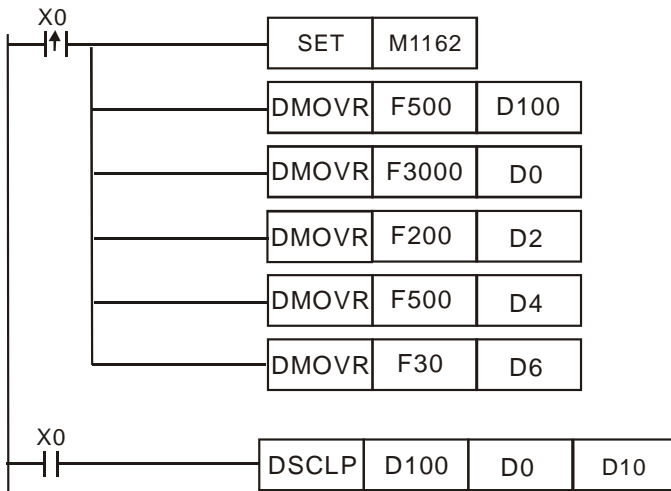 X0
SET M1162
DMOVR F500 D100
DMOVR F3000 D0
DMOVR F200 D2
DMOVR F500 D4
DMOVR F30 D6
X0
DSCLP D100 D0 D10